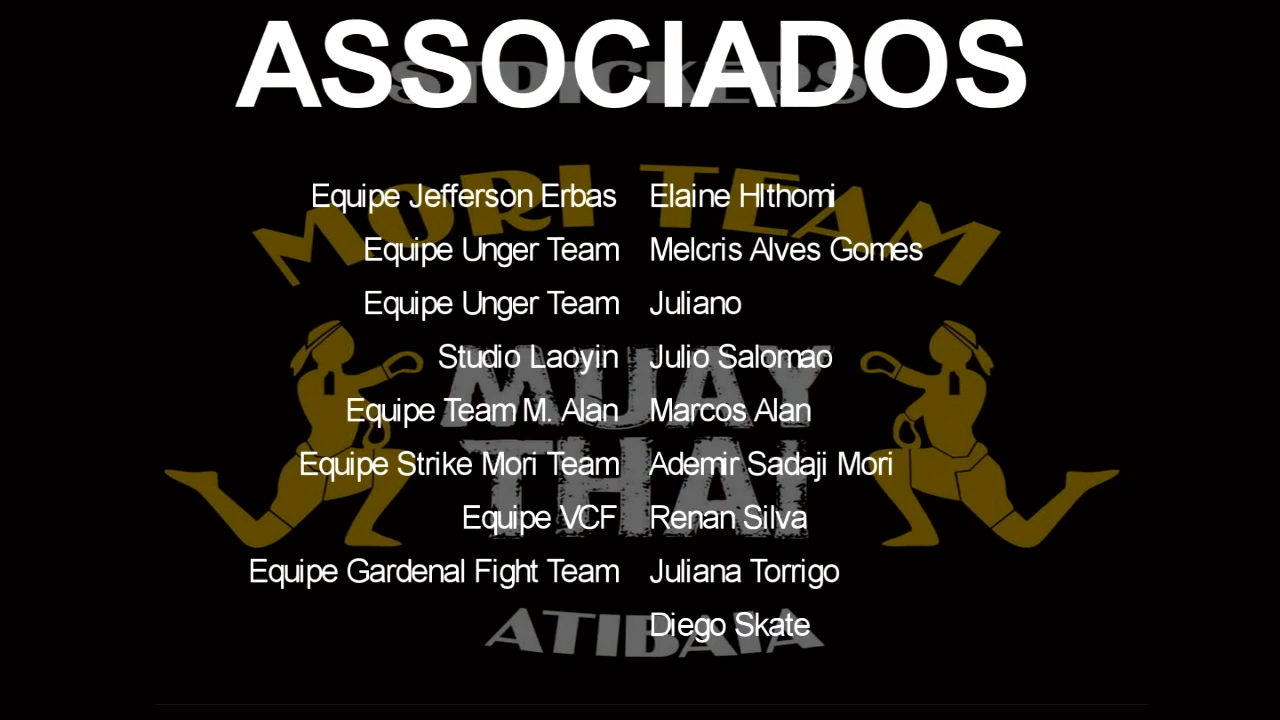 ASSOCIADOS
STRICKERS
MORI TEAM
Equipe Jefferson Erbas Elaine HIthomi
Equipe Unger Team Melcris Alves Gomes
Equipe Unger Team Juliano
Studio Laoyin Julio Salomao
Equipe Team M. Alan Marcos Alan
Equipe Strike Mori Team Ademir Sadaji Mori
Equipe VCF Renan Silva
Equipe Gardenal Fight Team Juliana Torrigo
Diego Skate
MUAY
THAI
ATIBAIA